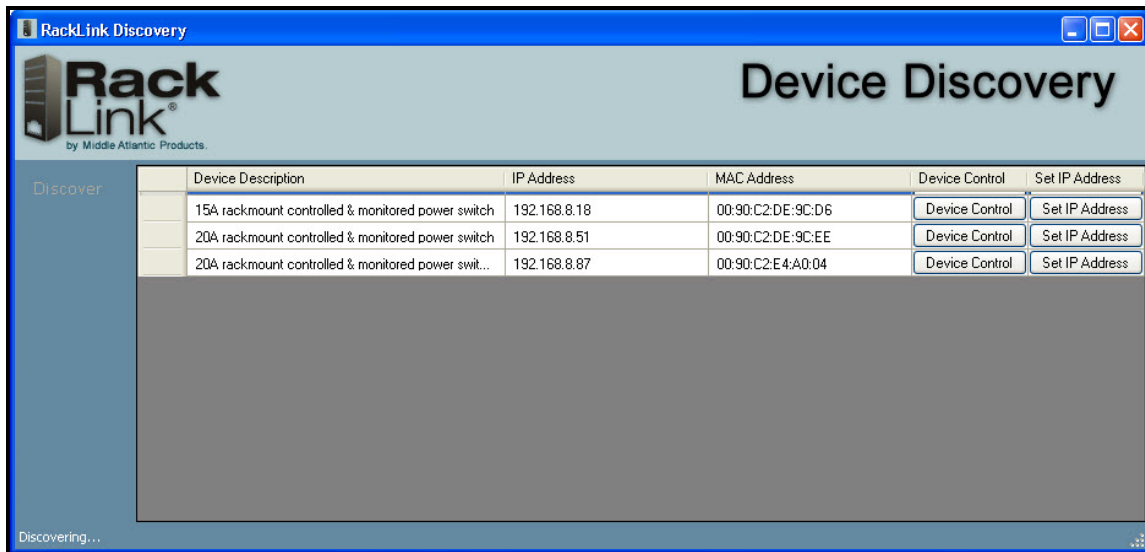 RackLink Discovery
Rack
Link®
by Middle Atlantic Products.
Device Discovery
Discover
Device Description IP Address MAC Address Device Control Set IP Address
15A rackmount controlled & monitored power switch 192.168.8.18 00:90:C2:DE:9C:D6 Device Control Set IP Address
20A rackmount controlled & monitored power switch 192.168.8.51 00:90:C2:DE:9C:EE Device Control Set IP Address
20A rackmount controlled & monitored power swit... 192.168.8.87 00:90:C2:E4:A0:04 Device Control Set IP Address
Discovering...